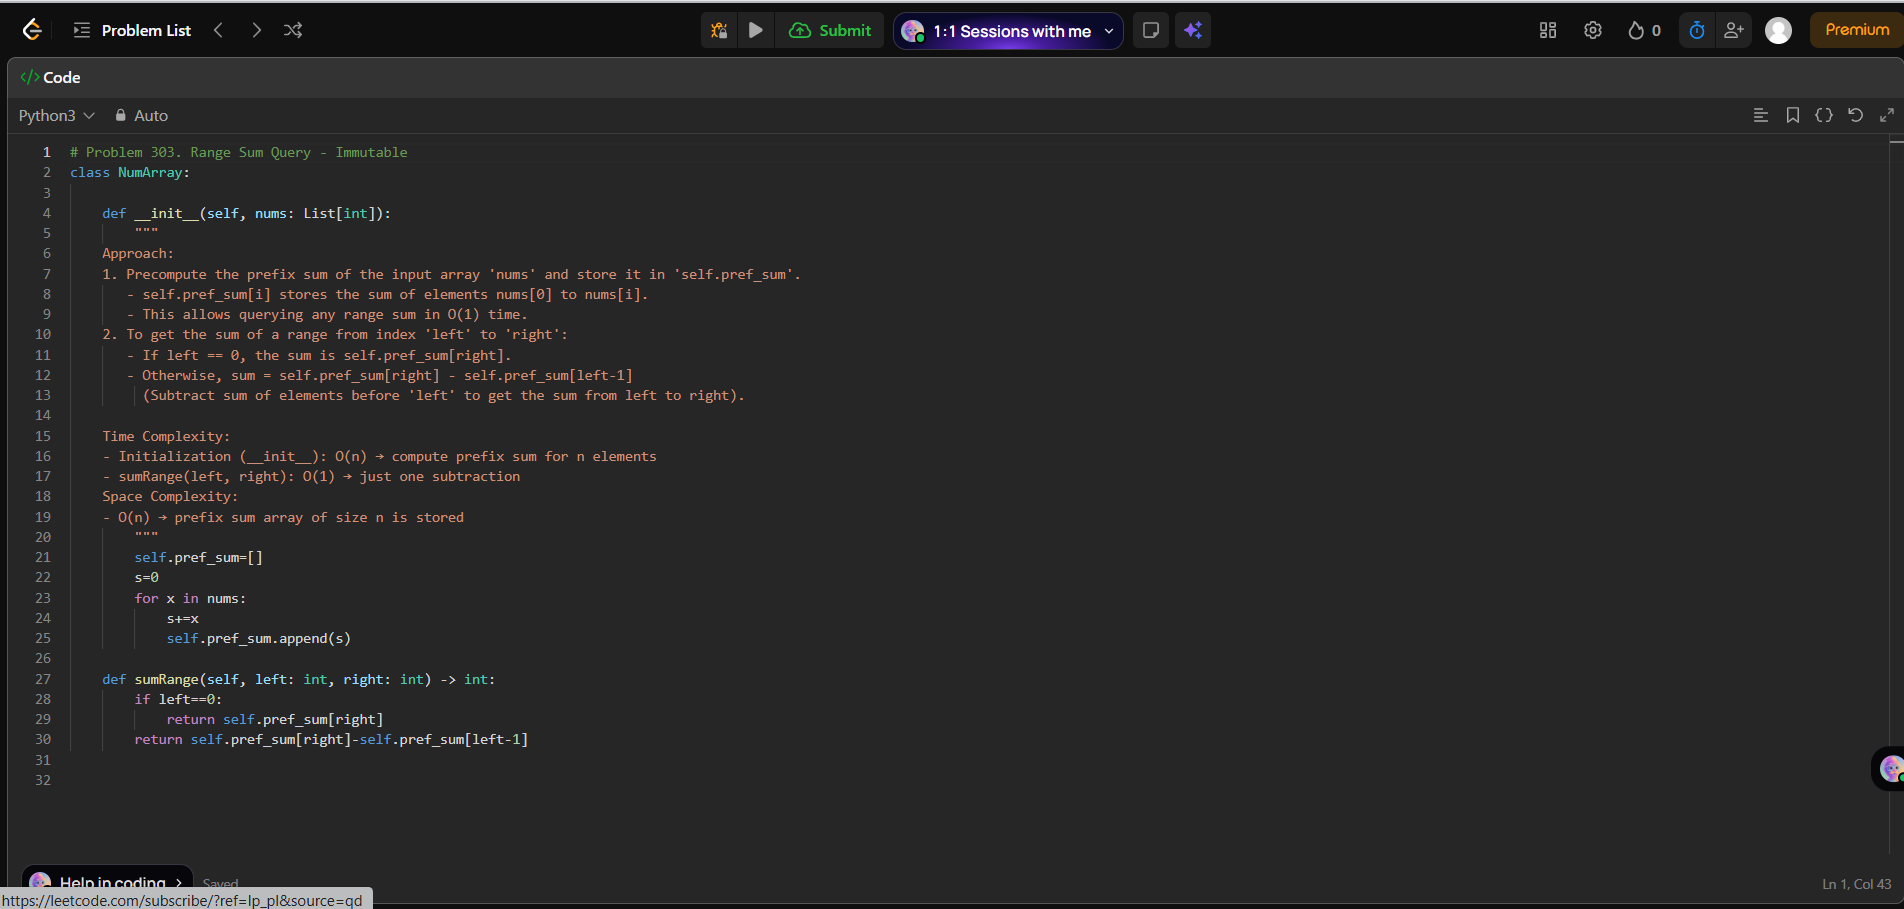 Problem List
Submit
1:1 Sessions with me
0
Premium
</> Code
Python3
Auto
1 # Problem 303. Range Sum Query - Immutable
2 class NumArray:
3
4     def __init__(self, nums: List[int]):
5         """
6     Approach:
7     1. Precompute the prefix sum of the input array 'nums' and store it in 'self.pref_sum'.
8        - self.pref_sum[i] stores the sum of elements nums[0] to nums[i].
9        - This allows querying any range sum in O(1) time.
10     2. To get the sum of a range from index 'left' to 'right':
11        - If left == 0, the sum is self.pref_sum[right].
12        - Otherwise, sum = self.pref_sum[right] - self.pref_sum[left-1]
13          (Subtract sum of elements before 'left' to get the sum from left to right).
14
15     Time Complexity:
16     - Initialization (__init__): O(n) → compute prefix sum for n elements
17     - sumRange(left, right): O(1) → just one subtraction
18     Space Complexity:
19     - O(n) → prefix sum array of size n is stored
20         """
21         self.pref_sum=[]
22         s=0
23         for x in nums:
24             s+=x
25             self.pref_sum.append(s)
26
27     def sumRange(self, left: int, right: int) -> int:
28         if left==0:
29             return self.pref_sum[right]
30         return self.pref_sum[right]-self.pref_sum[left-1]
31
32
Help in coding
Saved
Ln 1, Col 43
https://leetcode.com/subscribe/?ref=lp_pl&source=qd